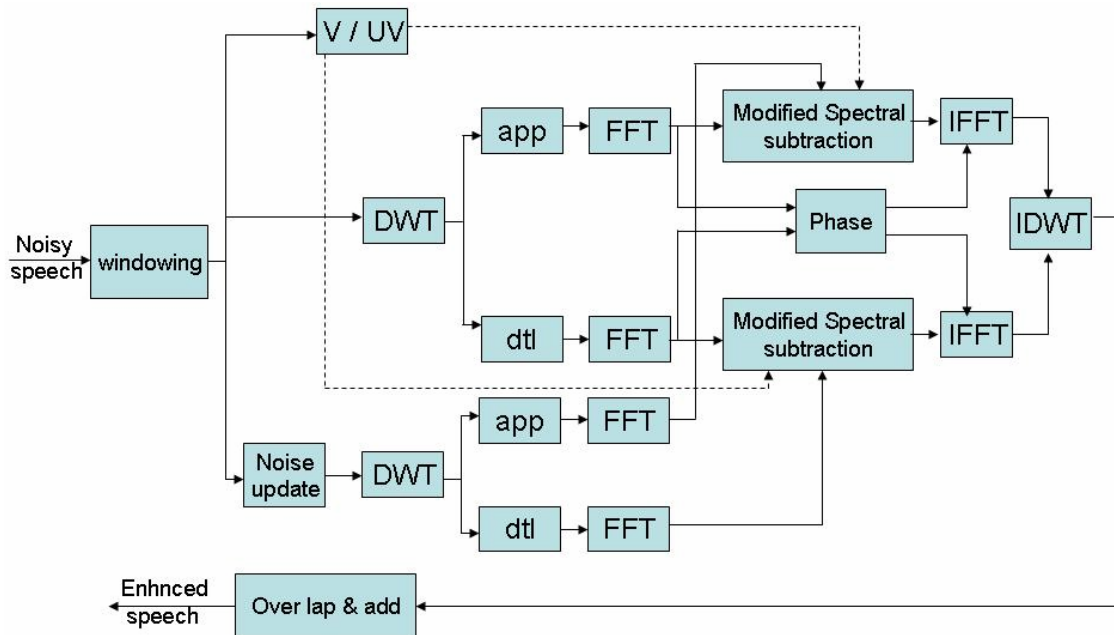 V / UV
app
FFT
Modified Spectral
subtraction
IFFT
DWT
Phase
IDWT
Noisy
speech
windowing
dtl
FFT
Modified Spectral
subtraction
IFFT
app
FFT
Noise
update
DWT
dtl
FFT
Enhnced
speech
Over lap & add